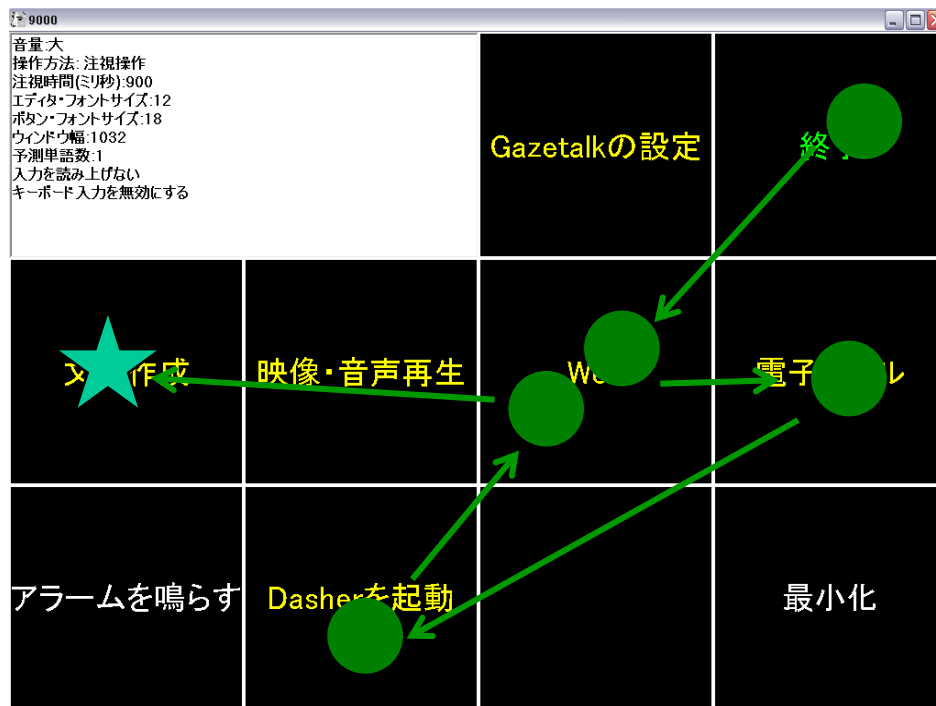 9000
音量:大
操作方法: 注視操作
注視時間(ミリ秒):900
エディタ・フォントサイズ:12
ボタン・フォントサイズ:18
ウィンドウ幅:1032
予測単語数:1
入力を読み上げない
キーボード入力を無効にする
Gazetalkの設定
終
作成
映像・音声再生
電子 ル
アラームを鳴らす
Dasherを起動
最小化